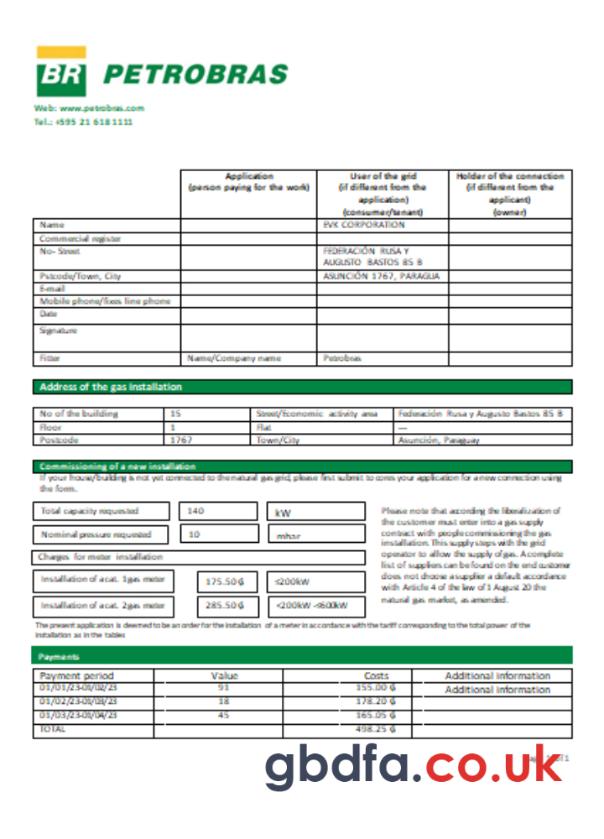 BR PETROBRAS
Web: www.petrobras.com
Tel.: +595 21 618 1111
Application
(person paying for the work)
User of the grid
(if different from the
application)
(consumer/tenant)
Holder of the connection
(if different from the
applicant)
(owner)
Name EVK CORPORATION
Commercial register
No- Street FEDERACIÓN RUSA Y
AUGUSTO BASTOS 85 B
Pstcode/Town, City ASUNCIÓN 1767, PARAGUA
E-mail
Mobile phone/fixes line phone
Date
Signature
Fitter Name/Company name Petrobras
Address of the gas installation
No of the building 15 Street/Economic activity area Federación Rusa y Augusto Bastos 85 B
Floor 1 Flat —
Postcode 1767 Town/City Asunción, Paraguay
Commissioning of a new installation
If your house/building is not yet connected to the natural gas grid, please first submit to cores your application for a new connection using
the form.
Total capacity requested 140 kW
Nominal pressure requested 10 mbar
Charges for meter installation
Installation of a cat. 1gas meter 175.50₲ ≤200kW
Installation of a cat. 2gas meter 285.50₲ <200kW -≤600kW
Please note that according the liberalization of
the customer must enter into a gas supply
contract with people commissioning the gas
installation. This supply steps with the grid
operator to allow the supply of gas. A complete
list of suppliers can be found on the end customer
does not choose a supplier a default accordance
with Article 4 of the law of 1 August 20 the
natural gas market, as amended.
The present application is deemed to be an order for the installation of a meter in accordance with the tariff corresponding to the total power of the
installation as in the tables
Payments
Payment period Value Costs Additional information
01/01/23-01/02/23 91 155.00 ₲ Additional information
01/02/23-01/03/23 18 178.20 ₲
01/03/23-01/04/23 45 165.05 ₲
TOTAL 498.25 ₲
gbdfa.co.uk